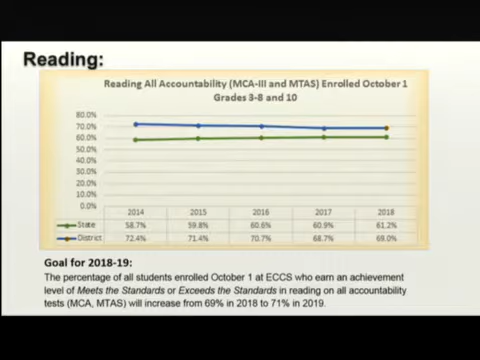 Reading:
Reading All Accountability (MCA-III and MTAS) Enrolled October 1
Grades 3-8 and 10
80.0%
70.0%
60.0%
50.0%
40.0%
30.0%
20.0%
10.0%
0.0%
2014 2015 2016 2017 2018
State 58.7% 59.8% 60.6% 60.9% 61.2%
District 72.4% 71.4% 70.7% 68.7% 69.0%
Goal for 2018-19:
The percentage of all students enrolled October 1 at ECCS who earn an achievement
level of Meets the Standards or Exceeds the Standards in reading on all accountability
tests (MCA, MTAS) will increase from 69% in 2018 to 71% in 2019.